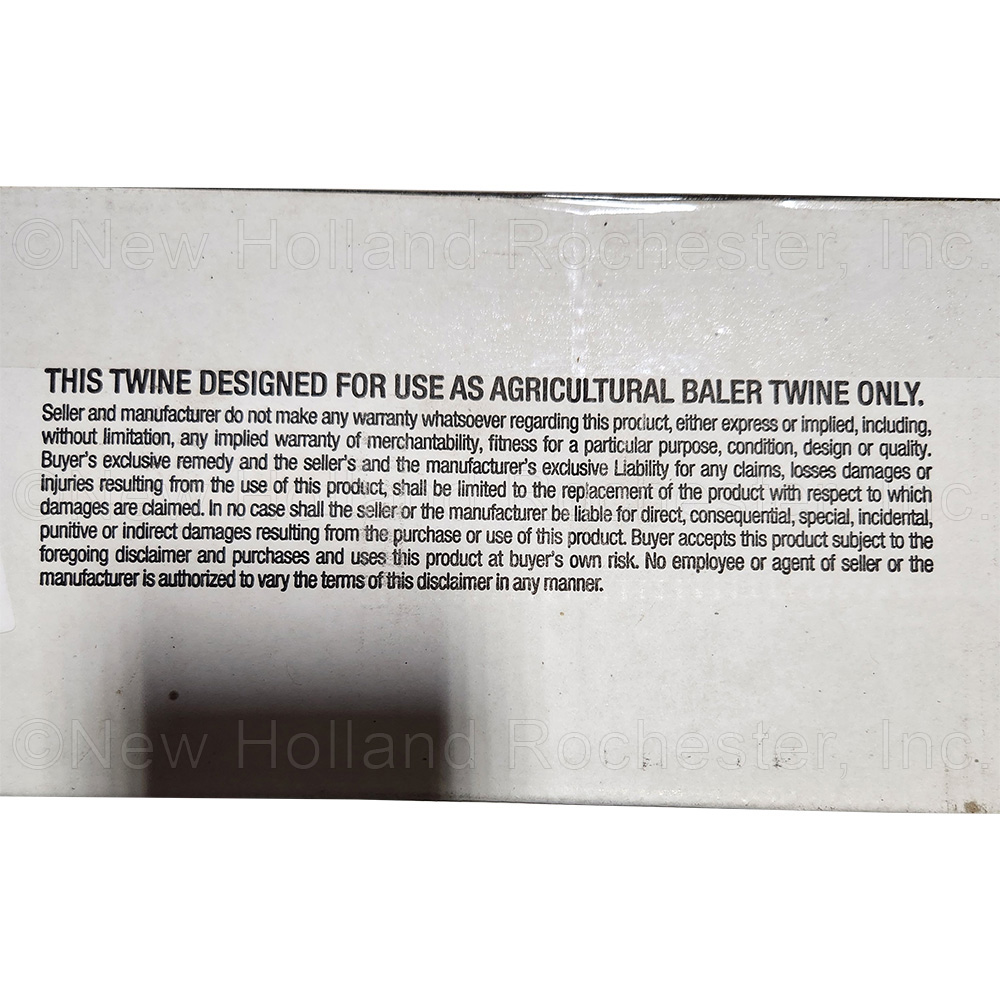 ©New Holland Rochester, Inc.
THIS TWINE DESIGNED FOR USE AS AGRICULTURAL BALER TWINE ONLY.
Seller and manufacturer do not make any warranty whatsoever regarding this product, either express or implied, including,
without limitation, any implied warranty of merchantability, fitness for a particular purpose, condition, design or quality.
Buyer's exclusive remedy and the seller's and the manufacturer's exclusive Liability for any claims, losses damages or
injuries resulting from the use of this product, shall be limited to the replacement of the product with respect to which
damages are claimed. In no case shall the seller or the manufacturer be liable for direct, consequential, special, incidental,
punitive or indirect damages resulting from the purchase or use of this product. Buyer accepts this product subject to the
foregoing disclaimer and purchases and uses this product at buyer's own risk. No employee or agent of seller or the
manufacturer is authorized to vary the terms of this disclaimer in any manner.
©New Holland Rochester, Inc.